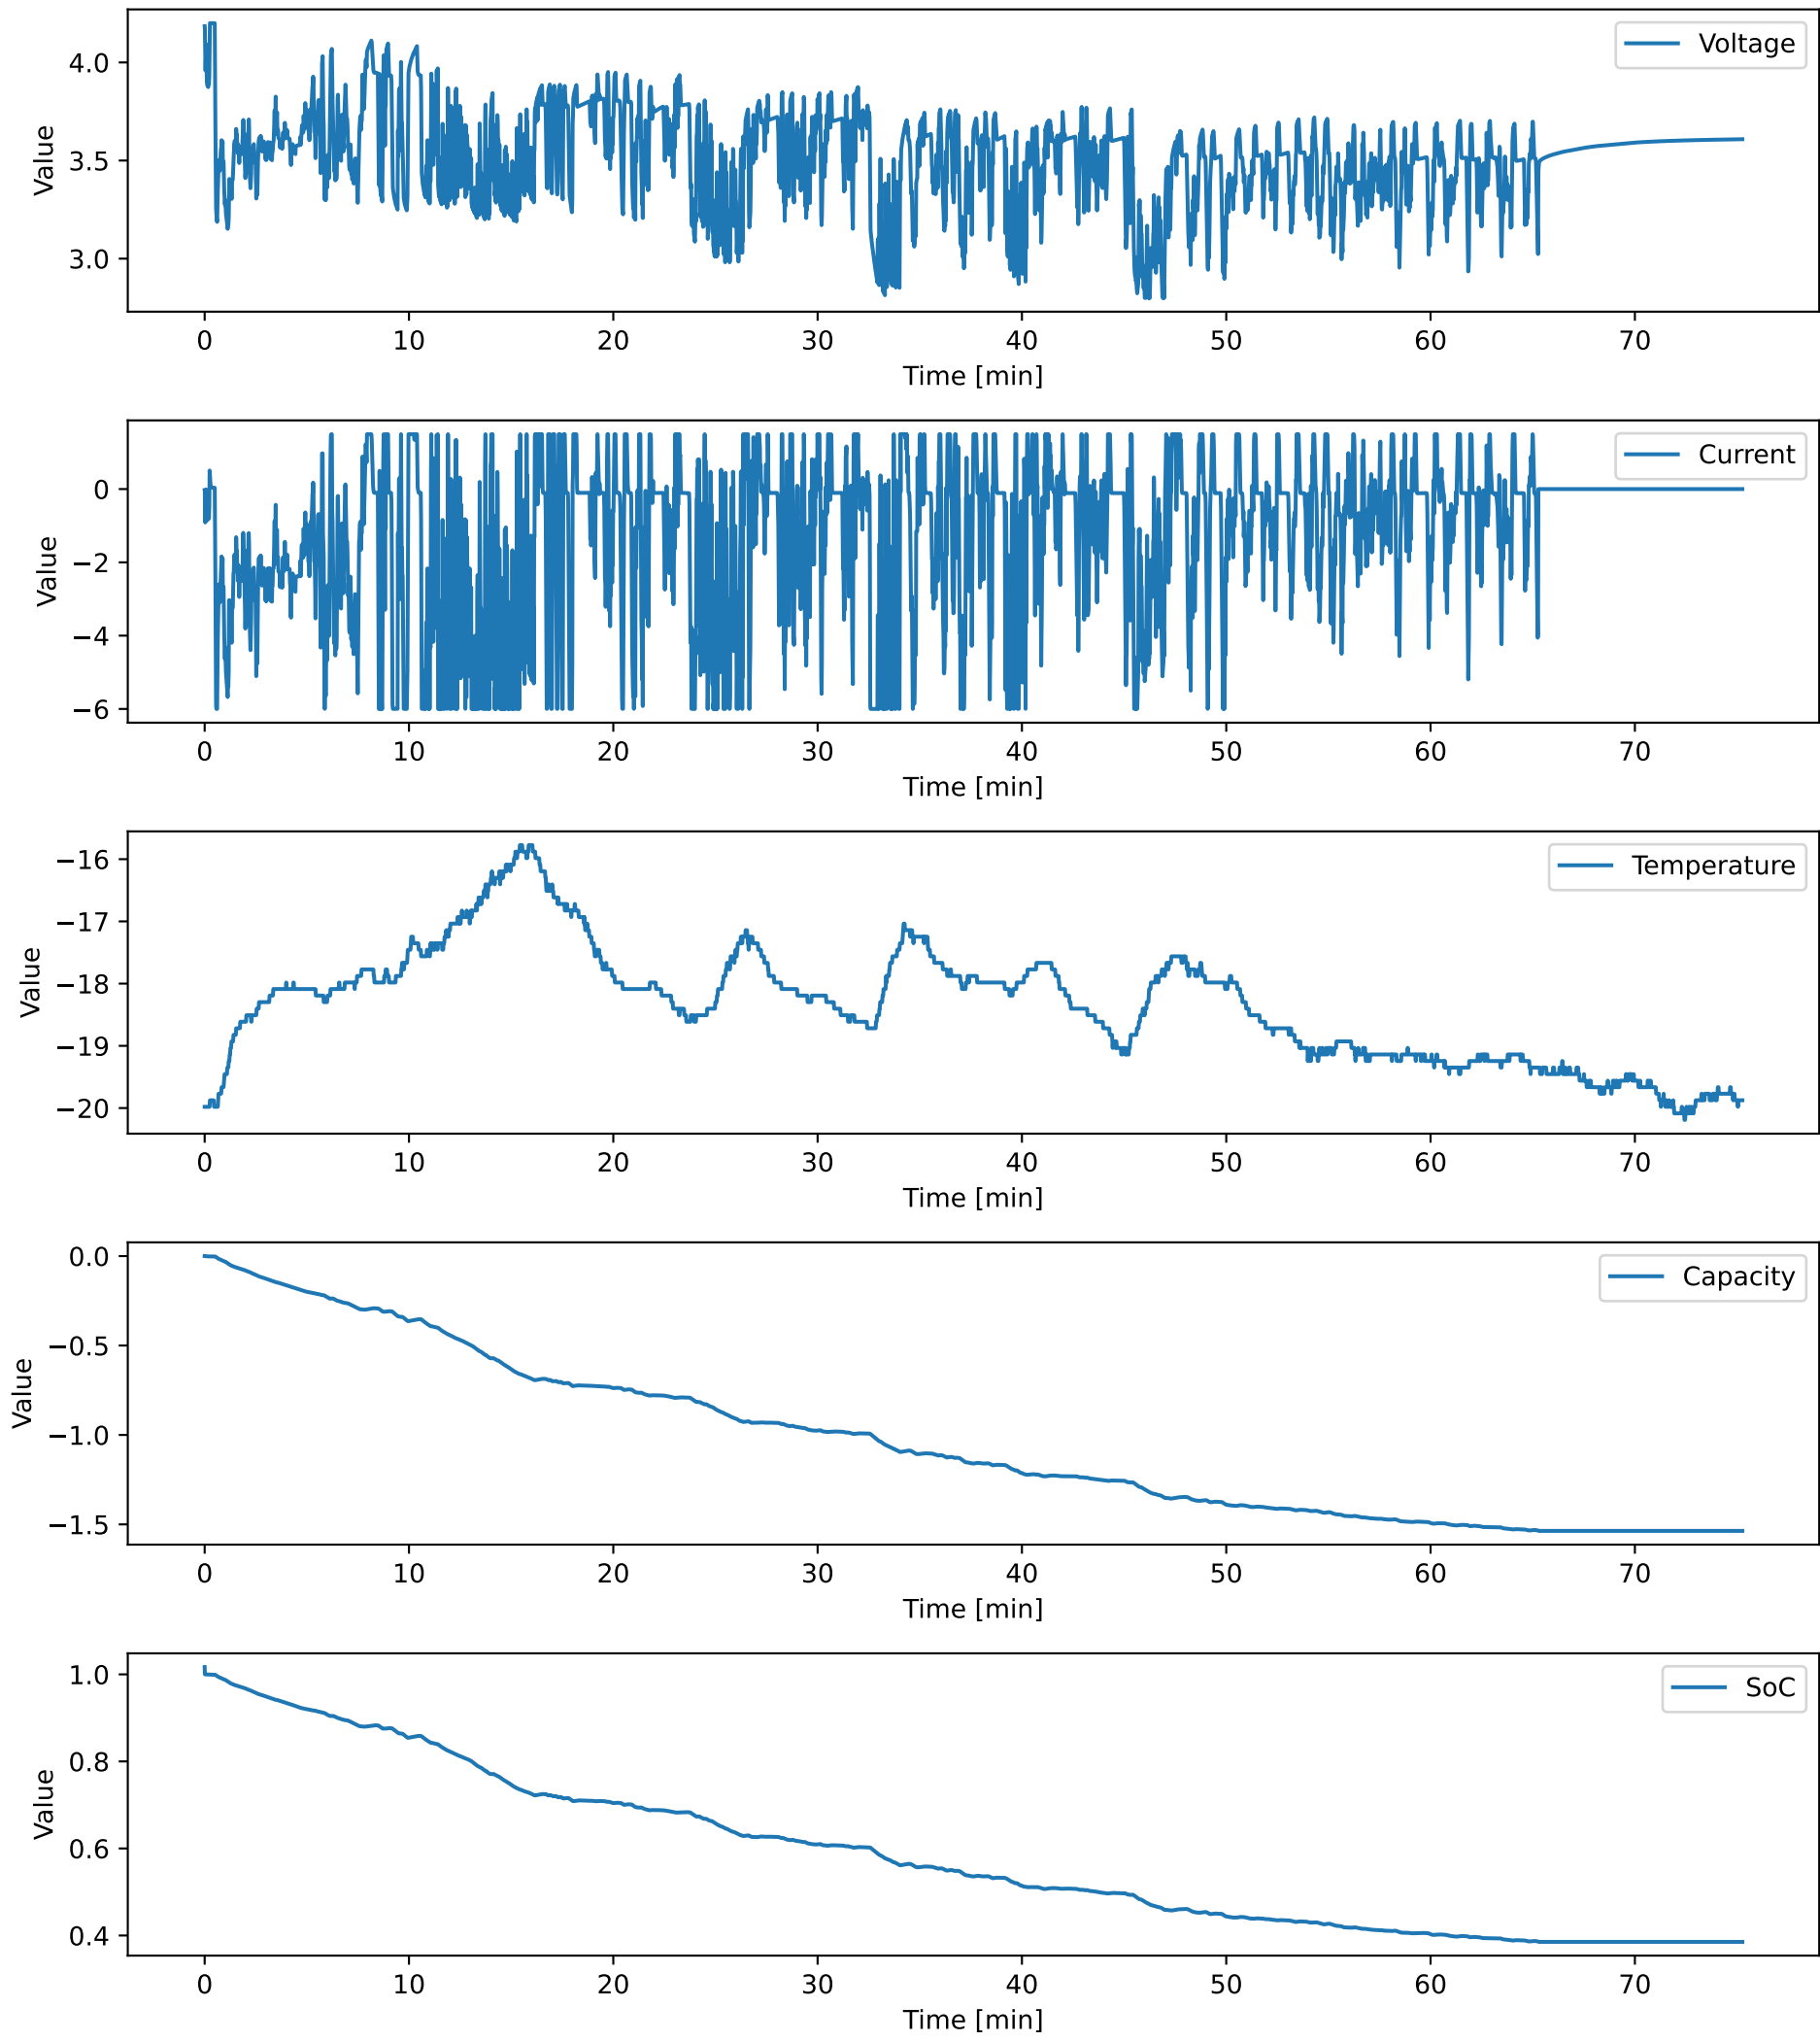 Voltage
4.0
3.5
3.0
Value
0 10 20 30 40 50 60 70
Time [min]
Current
0
−2
−4
−6
Value
0 10 20 30 40 50 60 70
Time [min]
Temperature
−16
−17
−18
−19
−20
Value
0 10 20 30 40 50 60 70
Time [min]
Capacity
0.0
−0.5
−1.0
−1.5
Value
0 10 20 30 40 50 60 70
Time [min]
SoC
1.0
0.8
0.6
0.4
Value
0 10 20 30 40 50 60 70
Time [min]